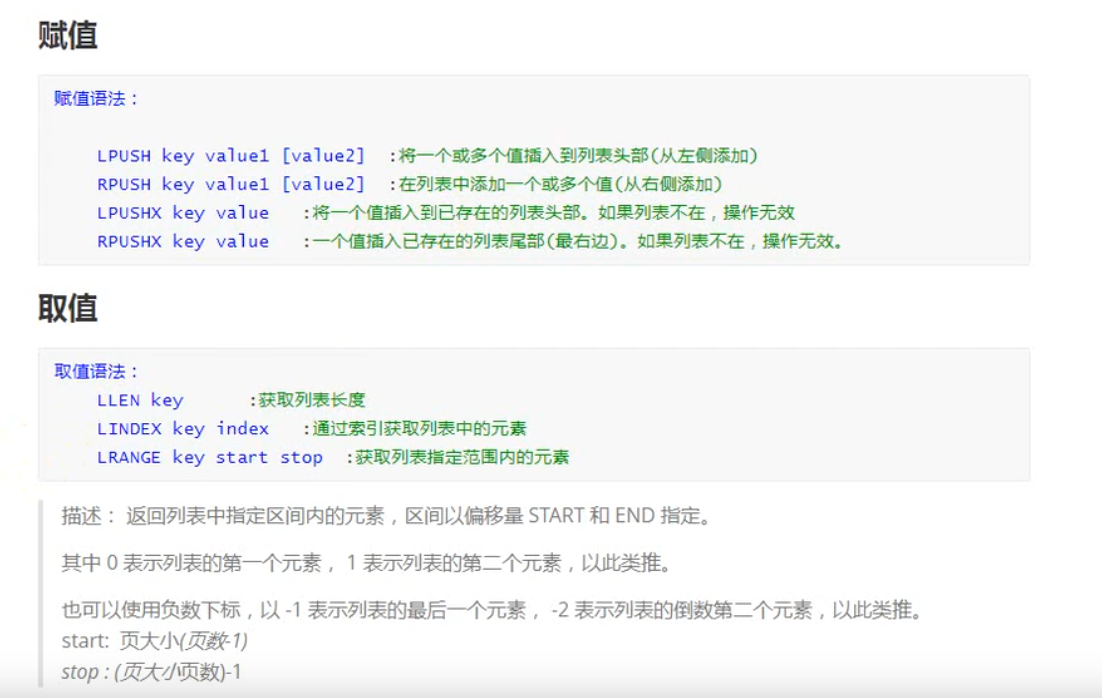 赋值
赋值语法：
LPUSH key value1 [value2] :将一个或多个值插入到列表头部(从左侧添加)
RPUSH key value1 [value2] :在列表中添加一个或多个值(从右侧添加)
LPUSHX key value :将一个值插入到已存在的列表头部。如果列表不在，操作无效
RPUSHX key value :一个值插入已存在的列表尾部(最右边)。如果列表不在，操作无效。
取值
取值语法：
LLEN key :获取列表长度
LINDEX key index :通过索引获取列表中的元素
LRANGE key start stop :获取列表指定范围内的元素
描述： 返回列表中指定区间内的元素，区间以偏移量 START 和 END 指定。
其中 0 表示列表的第一个元素， 1 表示列表的第二个元素，以此类推。
也可以使用负数下标，以 -1 表示列表的最后一个元素， -2 表示列表的倒数第二个元素，以此类推。
start: 页大小(页数-1)
stop : (页大小页数)-1